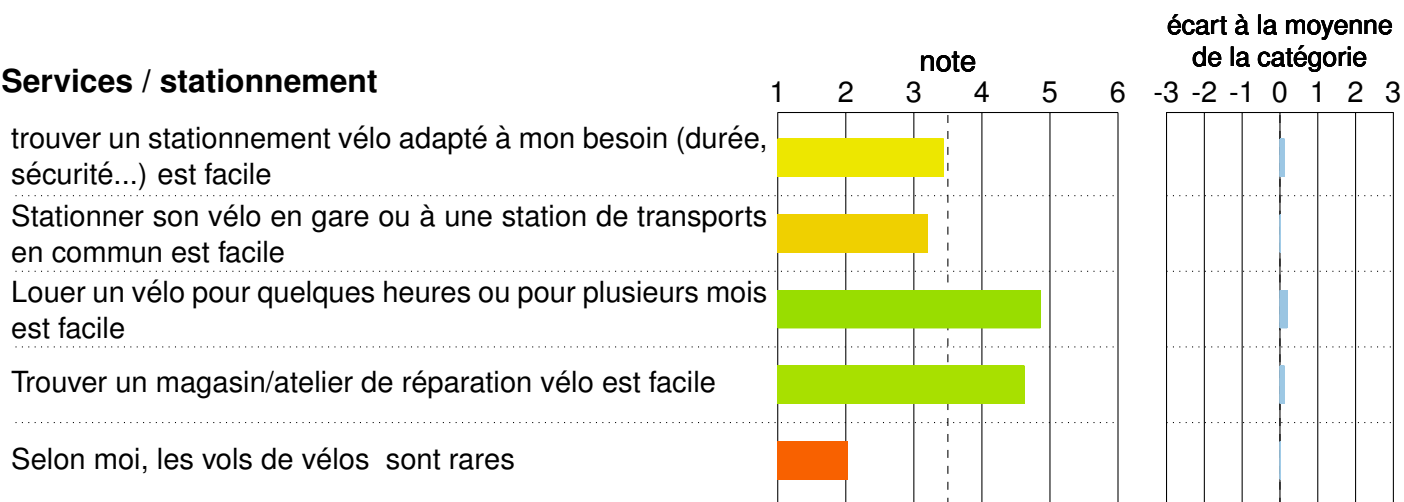 écart à la moyenne
de la catégorie
note
Services / stationnement
1 2 3 4 5 6 -3 -2 -1 0 1 2 3
trouver un stationnement vélo adapté à mon besoin (durée,
sécurité...) est facile
Stationner son vélo en gare ou à une station de transports
en commun est facile
Louer un vélo pour quelques heures ou pour plusieurs mois
est facile
Trouver un magasin/atelier de réparation vélo est facile
Selon moi, les vols de vélos sont rares